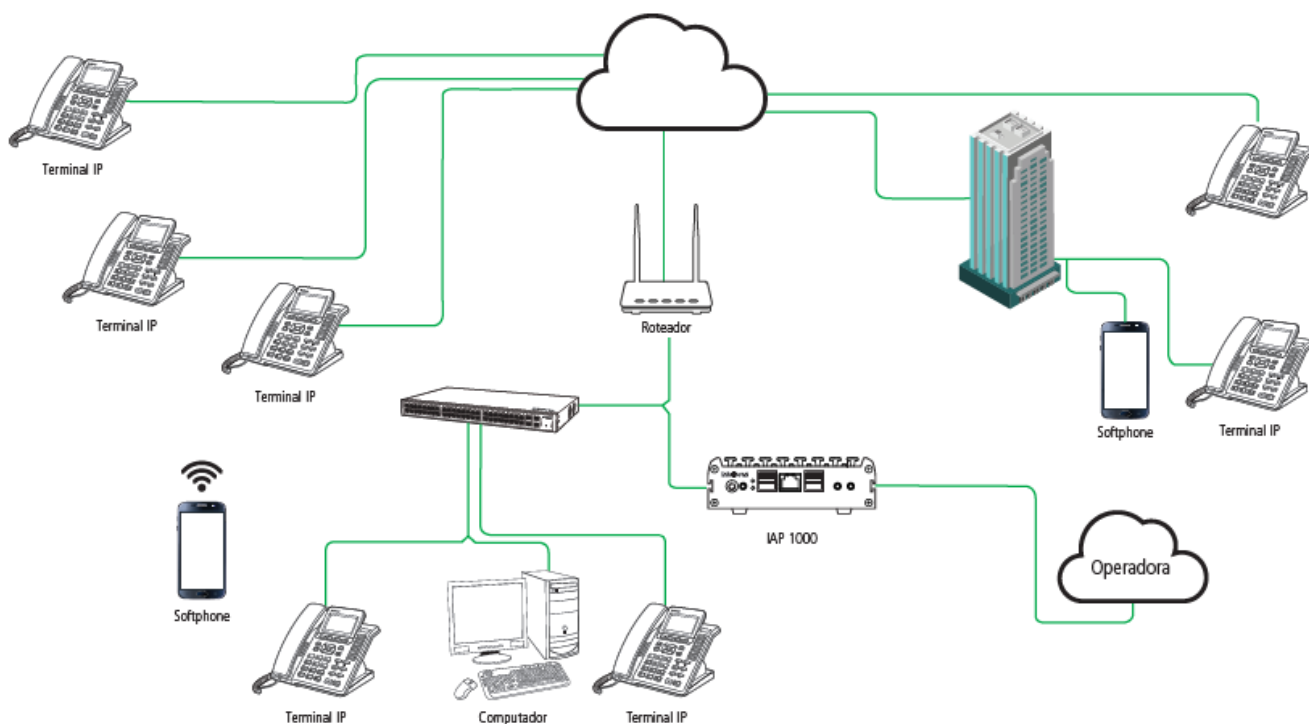 Terminal IP
Terminal IP
Roteador
Terminal IP
Softphone
Terminal IP
IAP 1000
Operadora
Softphone
Terminal IP
Computador
Terminal IP